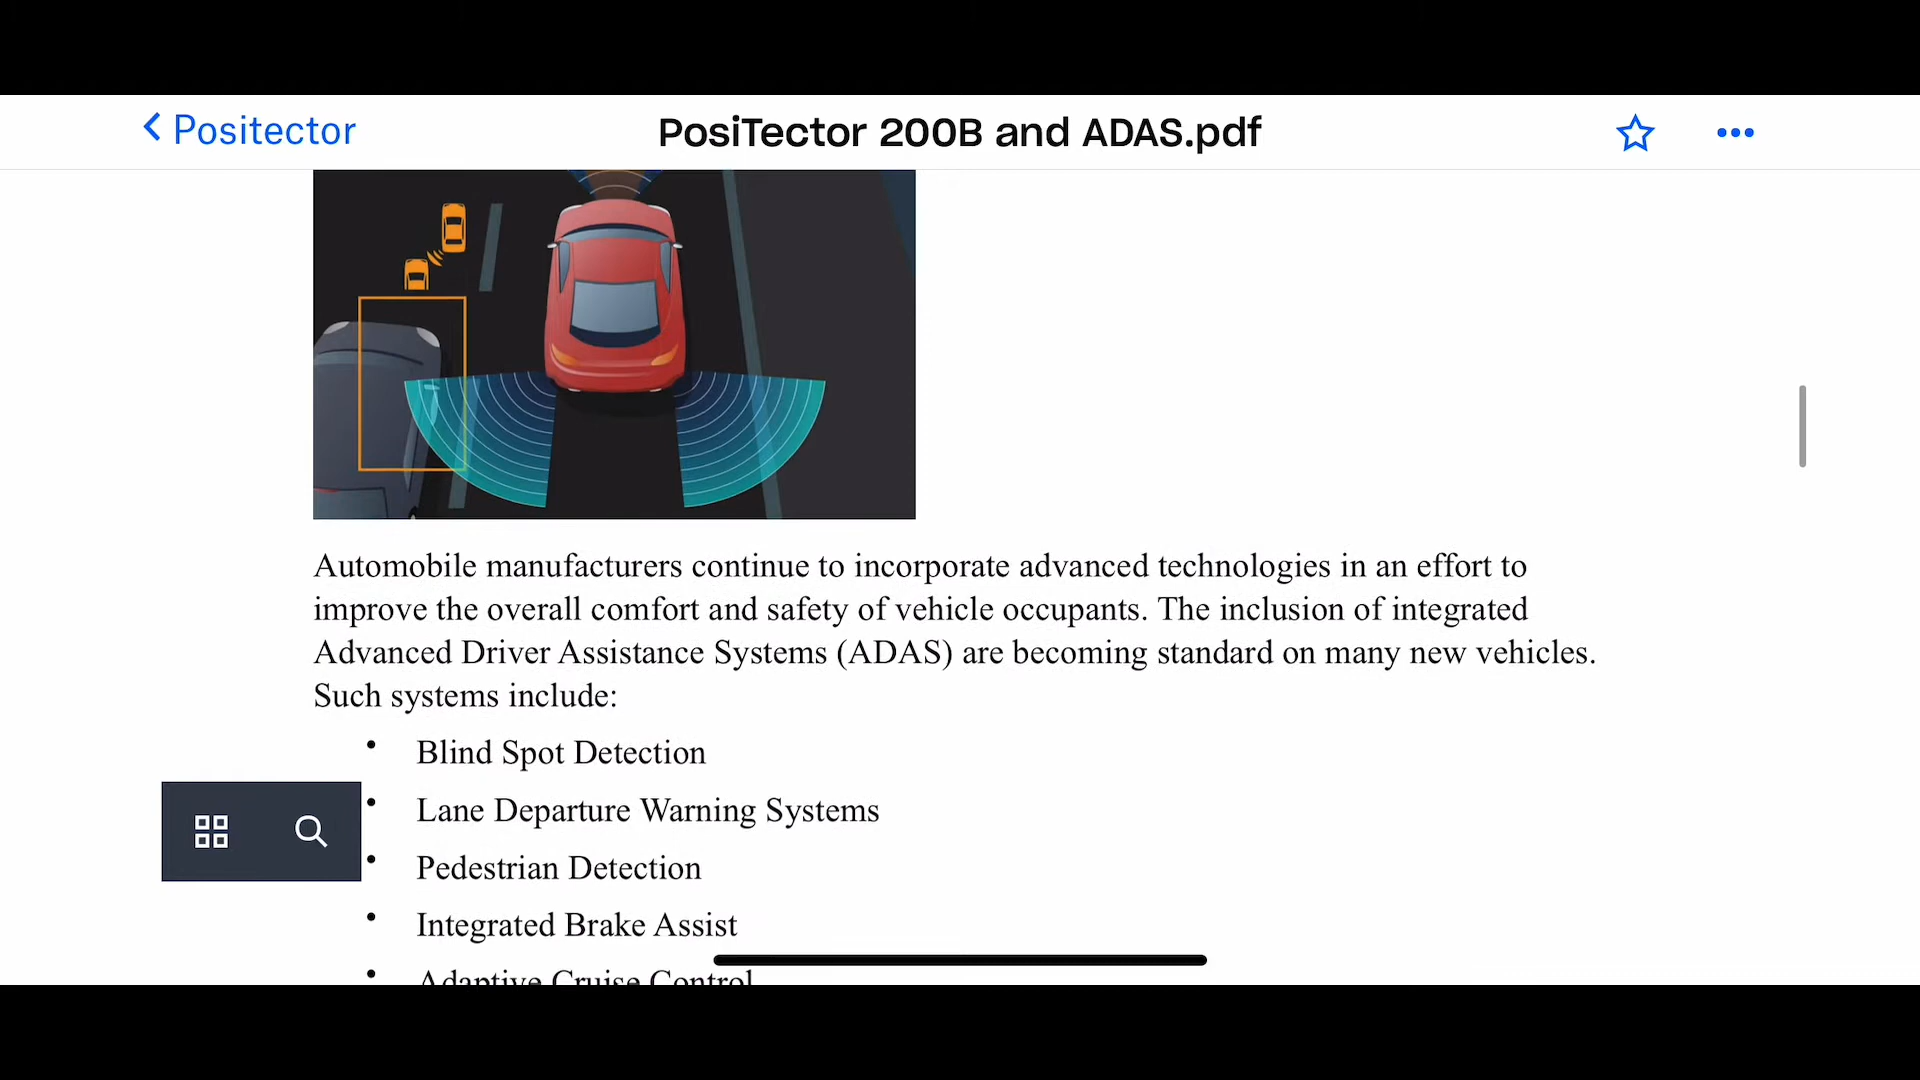 Positector
PosiTector 200B and ADAS.pdf
Automobile manufacturers continue to incorporate advanced technologies in an effort to
improve the overall comfort and safety of vehicle occupants. The inclusion of integrated
Advanced Driver Assistance Systems (ADAS) are becoming standard on many new vehicles.
Such systems include:
• Blind Spot Detection
• Lane Departure Warning Systems
• Pedestrian Detection
• Integrated Brake Assist
• Adaptive Cruise Control